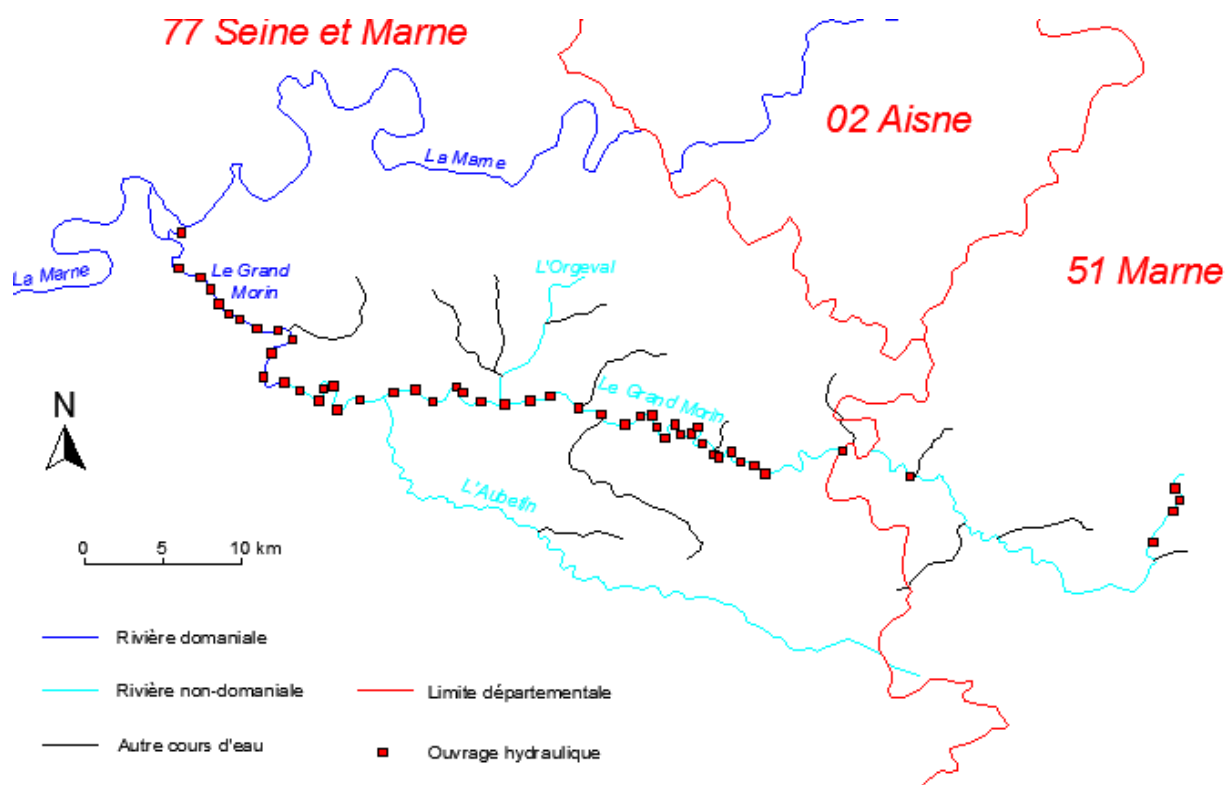 77 Seine et Marne
02 Aisne
La Marne
51 Marne
La Marne
Le Grand
Morin
L'Orgeval
Le Grand Morin
N
L'Aubetin
0 5 10 km
Rivière domaniale
Rivière non-domaniale
Limite départementale
Autre cours d'eau
Ouvrage hydraulique